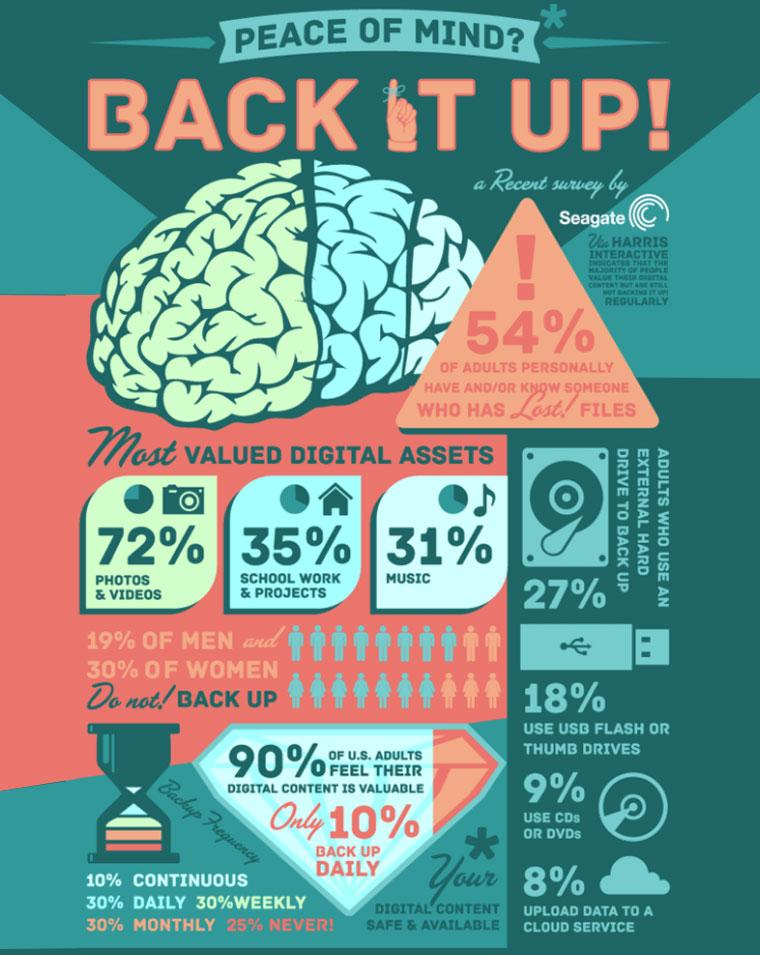 PEACE OF MIND?*
BACK IT UP!
a Recent survey by
Seagate
Via HARRIS
INTERACTIVE
INDICATES THAT THE
MAJORITY OF PEOPLE
VALUE THEIR DIGITAL
CONTENT BUT ARE STILL
NOT BACKING IT UP!
REGULARLY
!
54%
OF ADULTS PERSONALLY
HAVE AND/OR KNOW SOMEONE
WHO HAS Lost! FILES
Most VALUED DIGITAL ASSETS
72%
PHOTOS
& VIDEOS
35%
SCHOOL WORK
& PROJECTS
31%
MUSIC
ADULTS WHO USE AN
EXTERNAL HARD
DRIVE TO BACK UP
27%
19% OF MEN and
30% OF WOMEN
Do not! BACK UP
18%
USE USB FLASH OR
THUMB DRIVES
90% OF U.S. ADULTS
FEEL THEIR
DIGITAL CONTENT IS VALUABLE
Only 10%
BACK UP
DAILY
9%
USE CDs
OR DVDs
Backup Frequency
10% CONTINUOUS
30% DAILY 30%WEEKLY
30% MONTHLY 25% NEVER!
*
Your
DIGITAL CONTENT
SAFE & AVAILABLE
8%
UPLOAD DATA TO A
CLOUD SERVICE